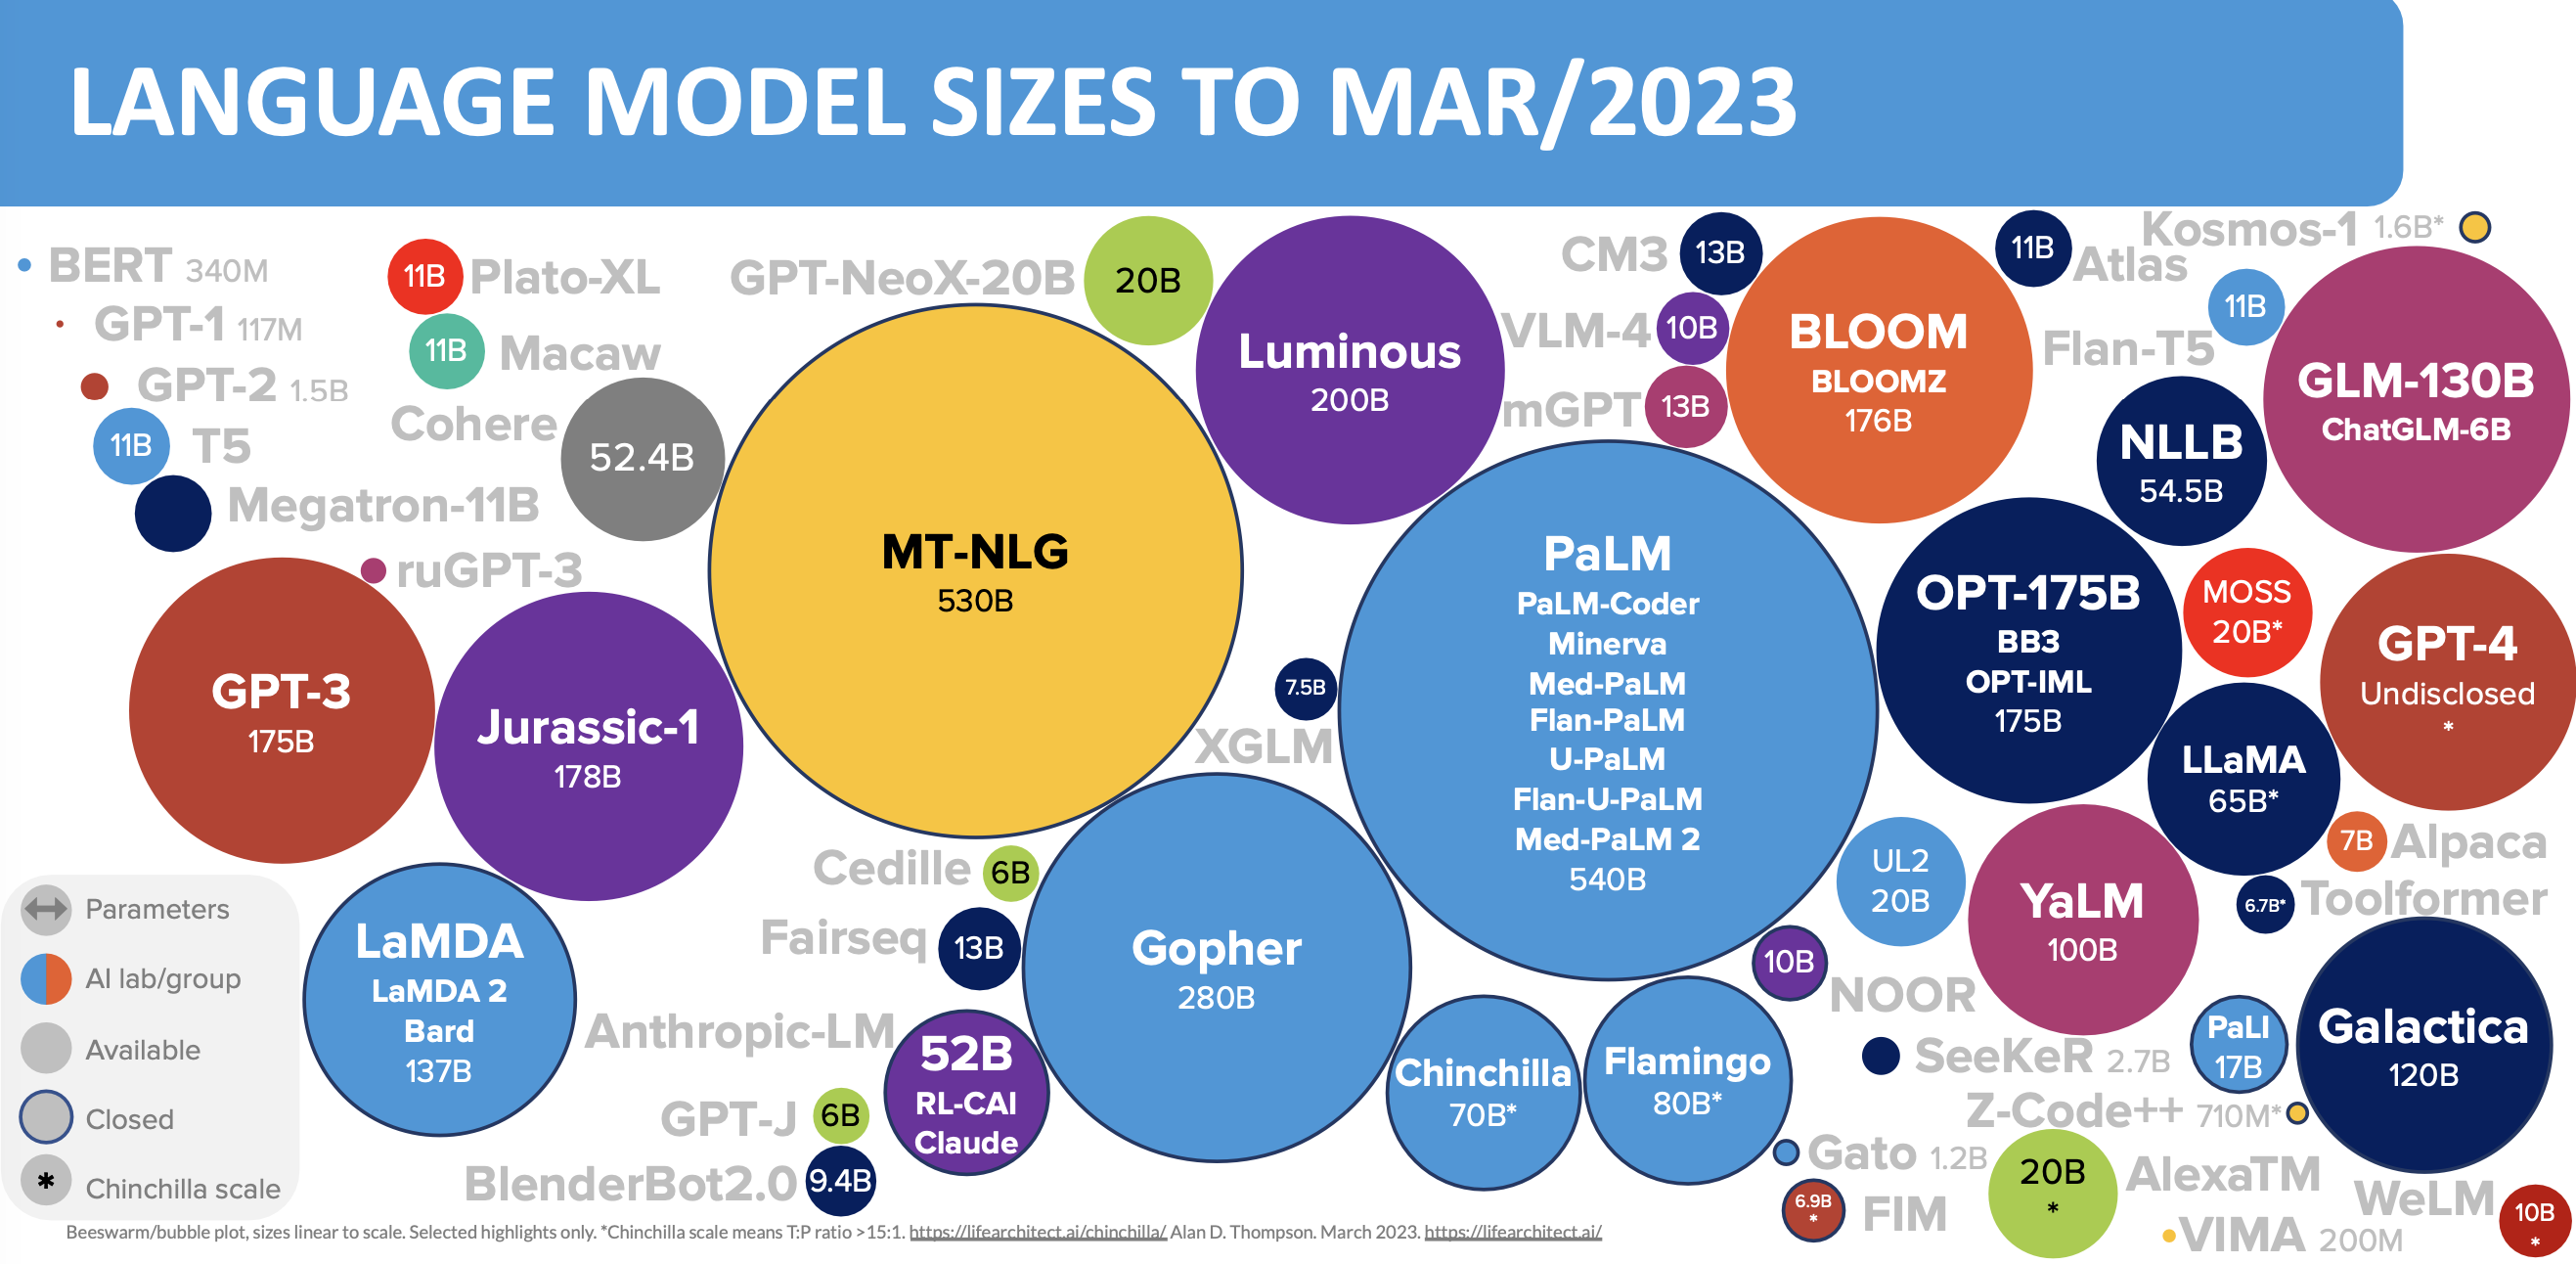 LANGUAGE MODEL SIZES TO MAR/2023
BERT 340M
GPT-1 117M
GPT-2 1.5B
11B T5
Megatron-11B
ruGPT-3
11B Plato-XL
11B Macaw
Cohere
52.4B
GPT-3
175B
Jurassic-1
178B
GPT-NeoX-20B
20B
MT-NLG
530B
Luminous
200B
CM3 13B
VLM-4 10B
mGPT 13B
BLOOM
BLOOMZ
176B
11B
Atlas
Kosmos-1 1.6B*
11B
Flan-T5
GLM-130B
ChatGLM-6B
NLLB
54.5B
PaLM
PaLM-Coder
Minerva
Med-PaLM
Flan-PaLM
U-PaLM
Flan-U-PaLM
Med-PaLM 2
540B
7.5B
XGLM
OPT-175B
BB3
OPT-IML
175B
MOSS
20B*
GPT-4
Undisclosed
*
LLaMA
65B*
7B Alpaca
6.7B* Toolformer
UL2
20B
YaLM
100B
LaMDA
LaMDA 2
Bard
137B
Cedille 6B
Fairseq 13B
Gopher
280B
Anthropic-LM
52B
RL-CAI
Claude
GPT-J 6B
BlenderBot2.0 9.4B
Chinchilla
70B*
Flamingo
80B*
10B
NOOR
SeeKeR 2.7B
PaLI
17B
Galactica
120B
Z-Code++ 710M*
Gato 1.2B
6.9B
*
FIM
20B
*
AlexaTM
WeLM
10B
*
VIMA 200M
Parameters
AI lab/group
Available
Closed
* Chinchilla scale
Beeswarm/bubble plot, sizes linear to scale. Selected highlights only. *Chinchilla scale means T:P ratio >15:1. https://lifearchitect.ai/chinchilla/ Alan D. Thompson. March 2023. https://lifearchitect.ai/